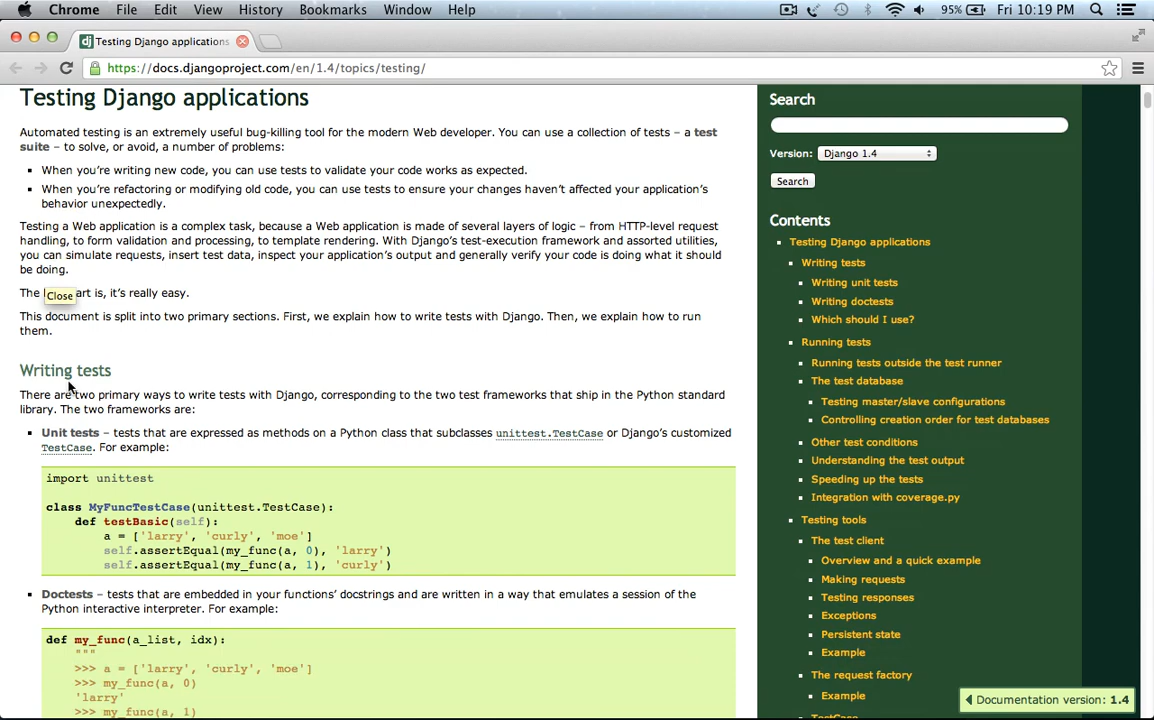 Chrome File Edit View History Bookmarks Window Help 95% Fri 10:19 PM
dj Testing Django applications
https://docs.djangoproject.com/en/1.4/topics/testing/
Testing Django applications
Automated testing is an extremely useful bug-killing tool for the modern Web developer. You can use a collection of tests – a test
suite – to solve, or avoid, a number of problems:
When you're writing new code, you can use tests to validate your code works as expected.
When you're refactoring or modifying old code, you can use tests to ensure your changes haven't affected your application's
behavior unexpectedly.
Testing a Web application is a complex task, because a Web application is made of several layers of logic – from HTTP-level request
handling, to form validation and processing, to template rendering. With Django's test-execution framework and assorted utilities,
you can simulate requests, insert test data, inspect your application's output and generally verify your code is doing what it should
be doing.
The art is, it's really easy.
Close
This document is split into two primary sections. First, we explain how to write tests with Django. Then, we explain how to run
them.
Writing tests
There are two primary ways to write tests with Django, corresponding to the two test frameworks that ship in the Python standard
library. The two frameworks are:
Unit tests – tests that are expressed as methods on a Python class that subclasses unittest.TestCase or Django's customized
TestCase. For example:
import unittest
class MyFuncTestCase(unittest.TestCase):
def testBasic(self):
a = ['larry', 'curly', 'moe']
self.assertEqual(my_func(a, 0), 'larry')
self.assertEqual(my_func(a, 1), 'curly')
Doctests – tests that are embedded in your functions' docstrings and are written in a way that emulates a session of the
Python interactive interpreter. For example:
def my_func(a_list, idx):
"""
>>> a = ['larry', 'curly', 'moe']
>>> my_func(a, 0)
'larry'
>>> my_func(a, 1)
Search
Version: Django 1.4
Search
Contents
Testing Django applications
Writing tests
Writing unit tests
Writing doctests
Which should I use?
Running tests
Running tests outside the test runner
The test database
Testing master/slave configurations
Controlling creation order for test databases
Other test conditions
Understanding the test output
Speeding up the tests
Integration with coverage.py
Testing tools
The test client
Overview and a quick example
Making requests
Testing responses
Exceptions
Persistent state
Example
The request factory
Example
TestCase
Documentation version: 1.4